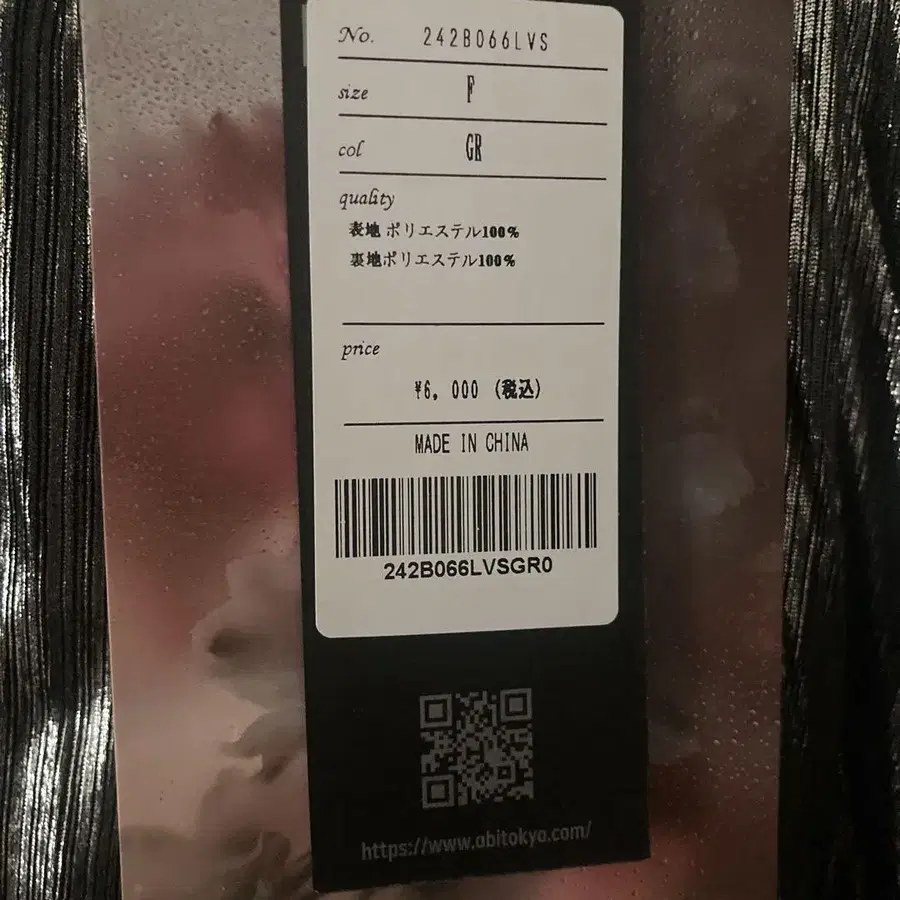 No. 242B066LVS
size F
col GR
quality
表地 ポリエステル100%
裏地ポリエステル100%
price
¥6, 000 (税込)
MADE IN CHINA
242B066LVSGR0
https://www.abitokyo.com/